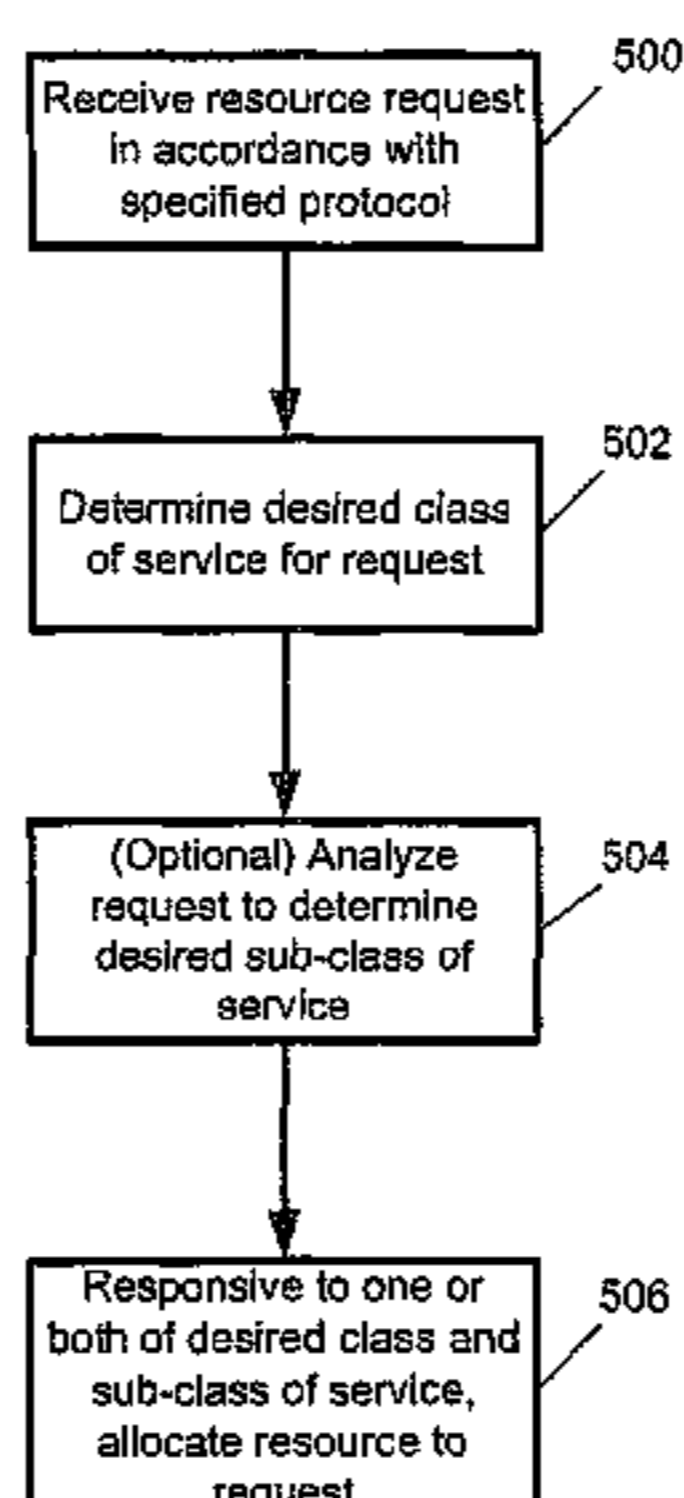 500
Receive resource request
in accordance with
specified protocol
502
Determine desired class
of service for request
504
(Optional) Analyze
request to determine
desired sub-class of
service
506
Responsive to one or
both of desired class and
sub-class of service,
allocate resource to
request